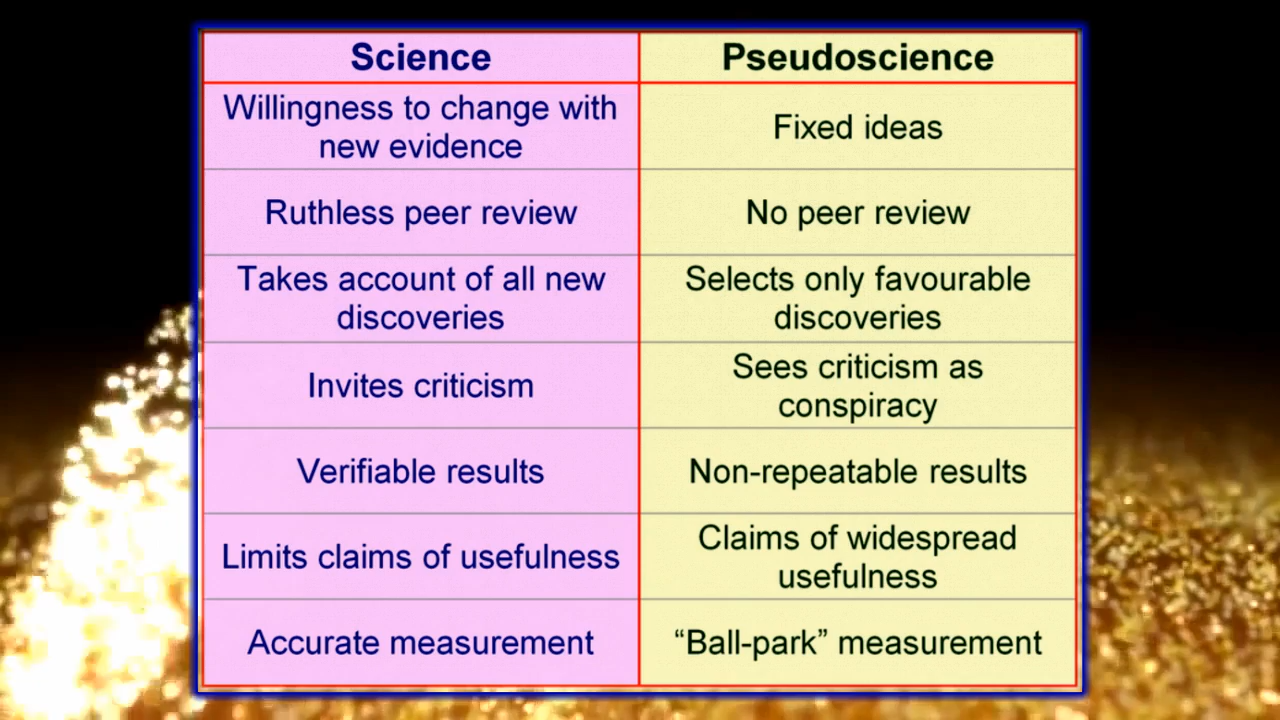 Science
Pseudoscience
Willingness to change with
new evidence
Fixed ideas
Ruthless peer review
No peer review
Takes account of all new
discoveries
Selects only favourable
discoveries
Invites criticism
Sees criticism as
conspiracy
Verifiable results
Non-repeatable results
Limits claims of usefulness
Claims of widespread
usefulness
Accurate measurement
“Ball-park” measurement